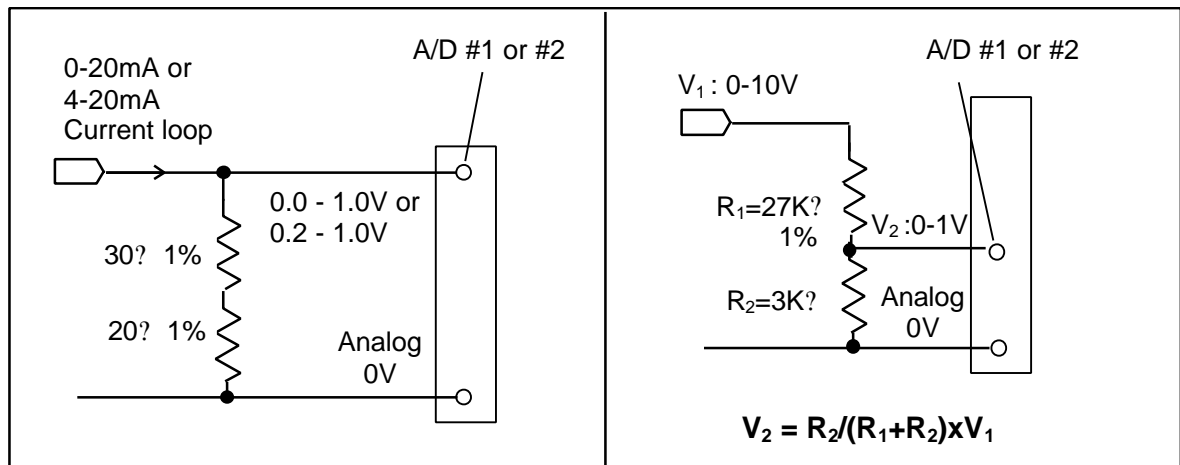 0-20mA or
4-20mA
Current loop
A/D #1 or #2
0.0 - 1.0V or
0.2 - 1.0V
30? 1%
20? 1%
Analog
0V
A/D #1 or #2
V₁ : 0-10V
R₁=27K?
1%
V₂ :0-1V
R₂=3K?
Analog
0V
V₂ = R₂/(R₁+R₂)xV₁